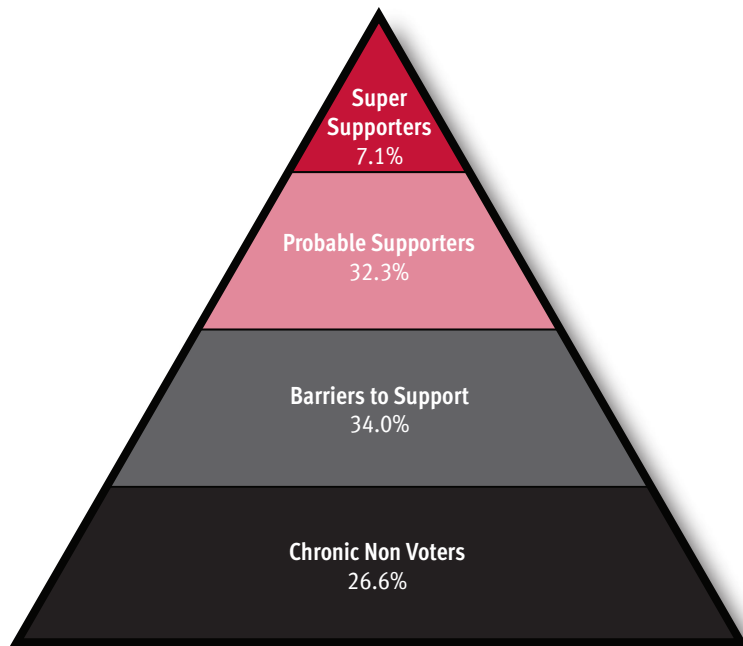 Super
Supporters
7.1%
Probable Supporters
32.3%
Barriers to Support
34.0%
Chronic Non Voters
26.6%